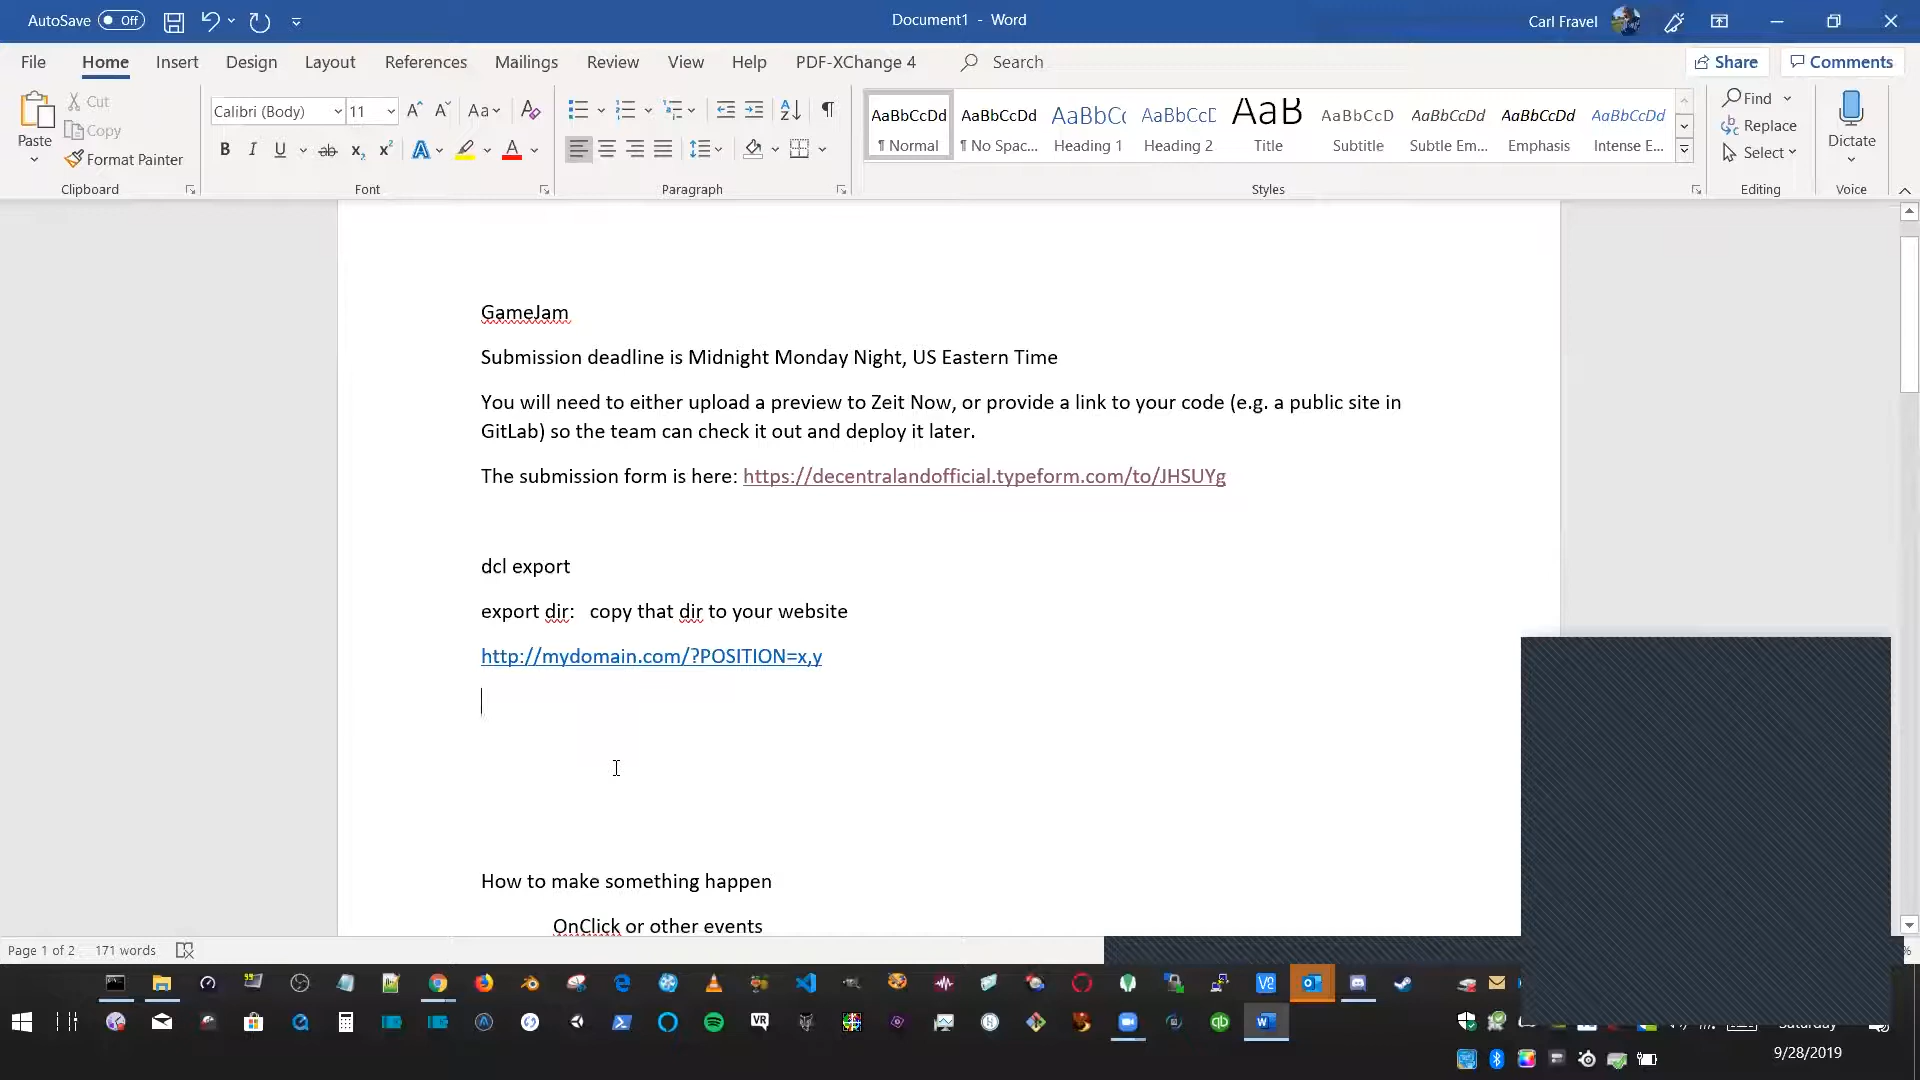 AutoSave Off Document1 - Word Carl Fravel
File Home Insert Design Layout References Mailings Review View Help PDF-XChange 4 Search Share Comments
Paste Cut Copy Format Painter Clipboard
Calibri (Body) 11 Aa B I U ab x₂ x² A A Font
Paragraph
AaBbCcDd AaBbCcDd AaBbCc AaBbCcD AaB AaBbCcD AaBbCcDd AaBbCcDd AaBbCcDd
¶ Normal ¶ No Spac... Heading 1 Heading 2 Title Subtitle Subtle Em... Emphasis Intense E...
Styles
Find Replace Select Editing
Dictate Voice
GameJam
Submission deadline is Midnight Monday Night, US Eastern Time
You will need to either upload a preview to Zeit Now, or provide a link to your code (e.g. a public site in
GitLab) so the team can check it out and deploy it later.
The submission form is here: https://decentralandofficial.typeform.com/to/JHSUYg
dcl export
export dir: copy that dir to your website
http://mydomain.com/?POSITION=x,y
How to make something happen
OnClick or other events
Page 1 of 2 171 words
%
Saturday
9/28/2019